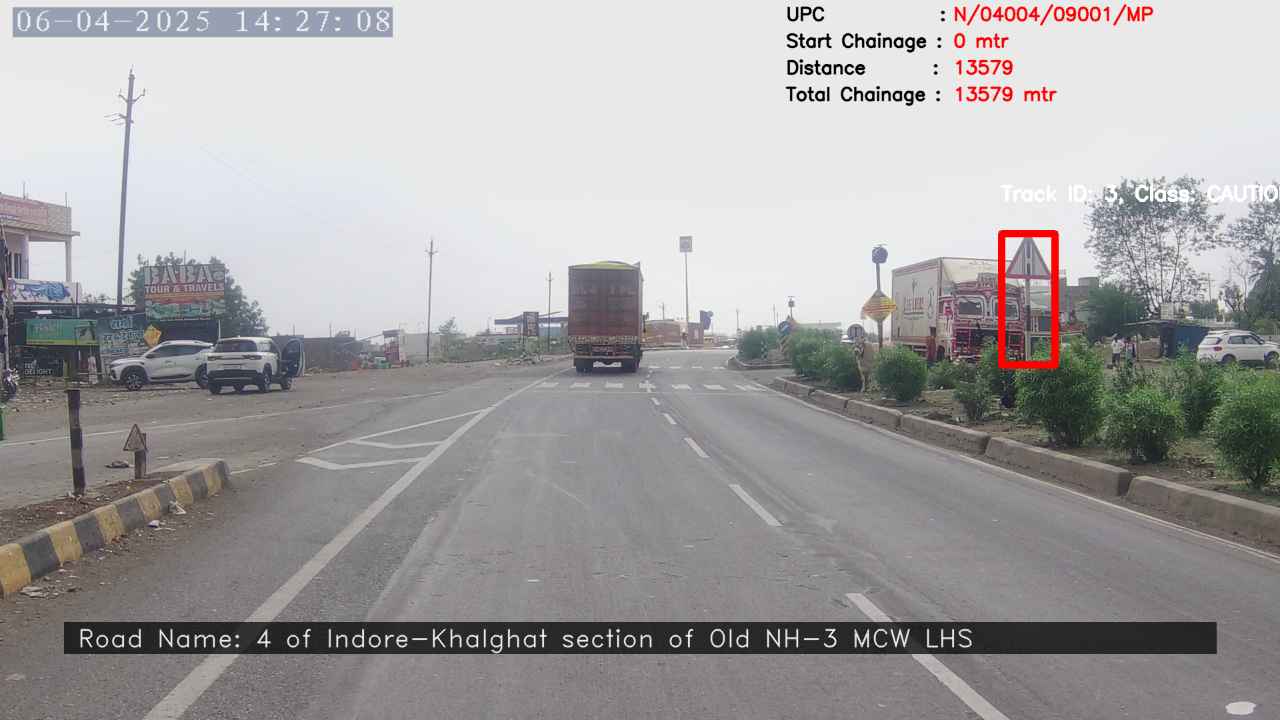 06-04-2025 14:27:08
UPC : N/04004/09001/MP
Start Chainage : 0 mtr
Distance : 13579
Total Chainage : 13579 mtr
Track ID: 3, Class: CAUTIO
BABA
TOUR & TRAVELS
Road Name: 4 of Indore-Khalghat section of Old NH-3 MCW LHS